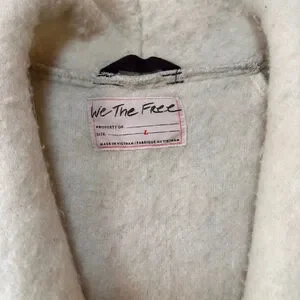 We The Free
PROPERTY OF
SIZE L
MADE IN VIETNAM / FABRIQUÉ AU VIETNAM